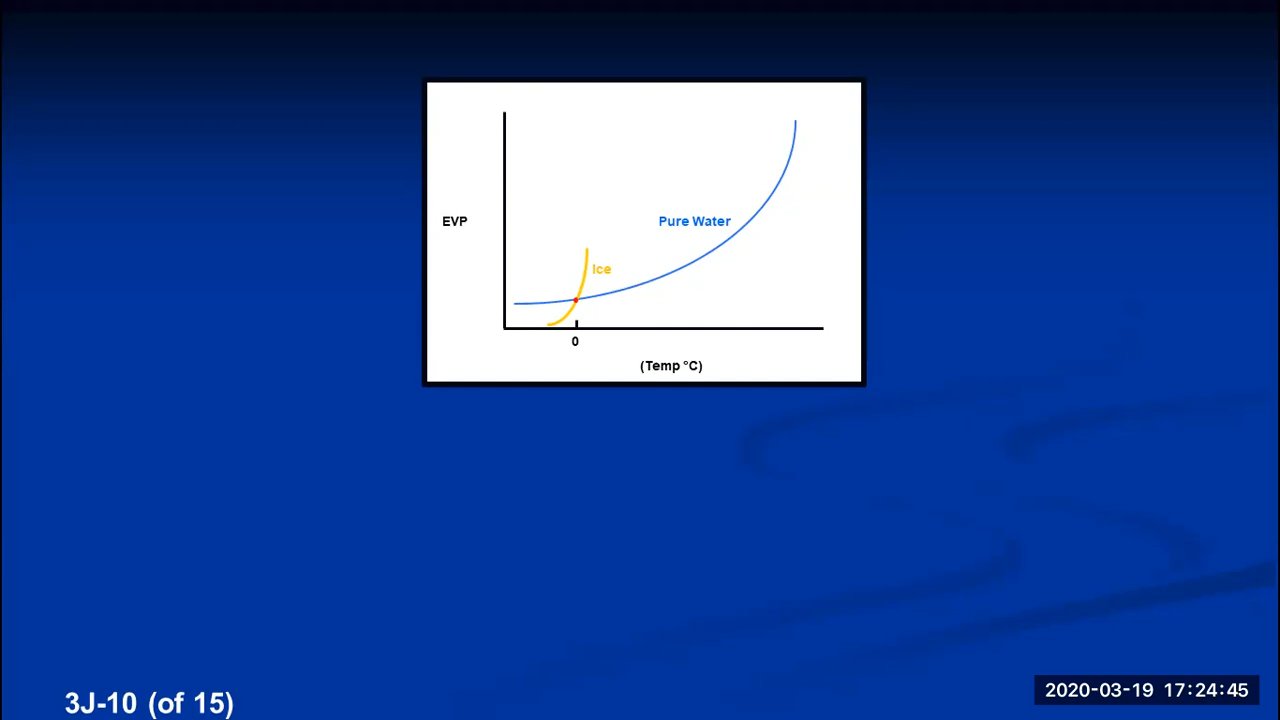 EVP
Pure Water
Ice
0
(Temp °C)
3J-10 (of 15)
2020-03-19 17:24:45